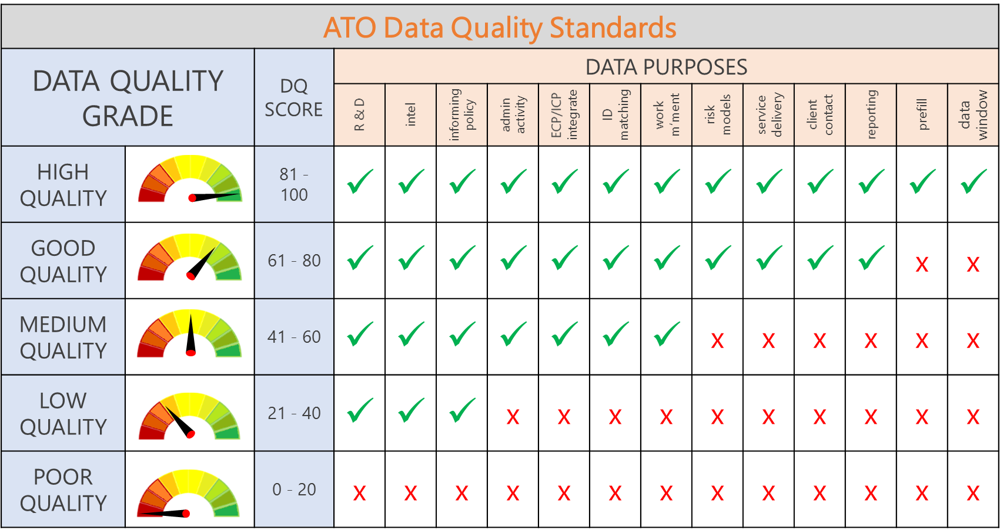 ATO Data Quality Standards
DATA QUALITY
GRADE
DQ
SCORE
DATA PURPOSES
R & D
intel
informing
policy
admin
activity
ECP/ICP
integrate
ID
matching
work
m'ment
risk
models
service
delivery
client
contact
reporting
prefill
data
window
HIGH
QUALITY
81 -
100
✓ ✓ ✓ ✓ ✓ ✓ ✓ ✓ ✓ ✓ ✓ ✓ ✓
GOOD
QUALITY
61 - 80
✓ ✓ ✓ ✓ ✓ ✓ ✓ ✓ ✓ ✓ ✓ x x
MEDIUM
QUALITY
41 - 60
✓ ✓ ✓ ✓ ✓ ✓ ✓ x x x x x x
LOW
QUALITY
21 - 40
✓ ✓ ✓ x x x x x x x x x x
POOR
QUALITY
0 - 20
x x x x x x x x x x x x x